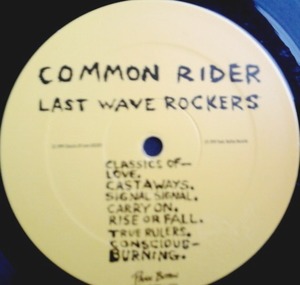 COMMON RIDER
LAST WAVE ROCKERS
CLASSICS OF—
LOVE.
CASTAWAYS.
SIGNAL SIGNAL.
CARRY ON.
RISE OR FALL.
TRUE RULERS.
CONSCIOUS—
BURNING.